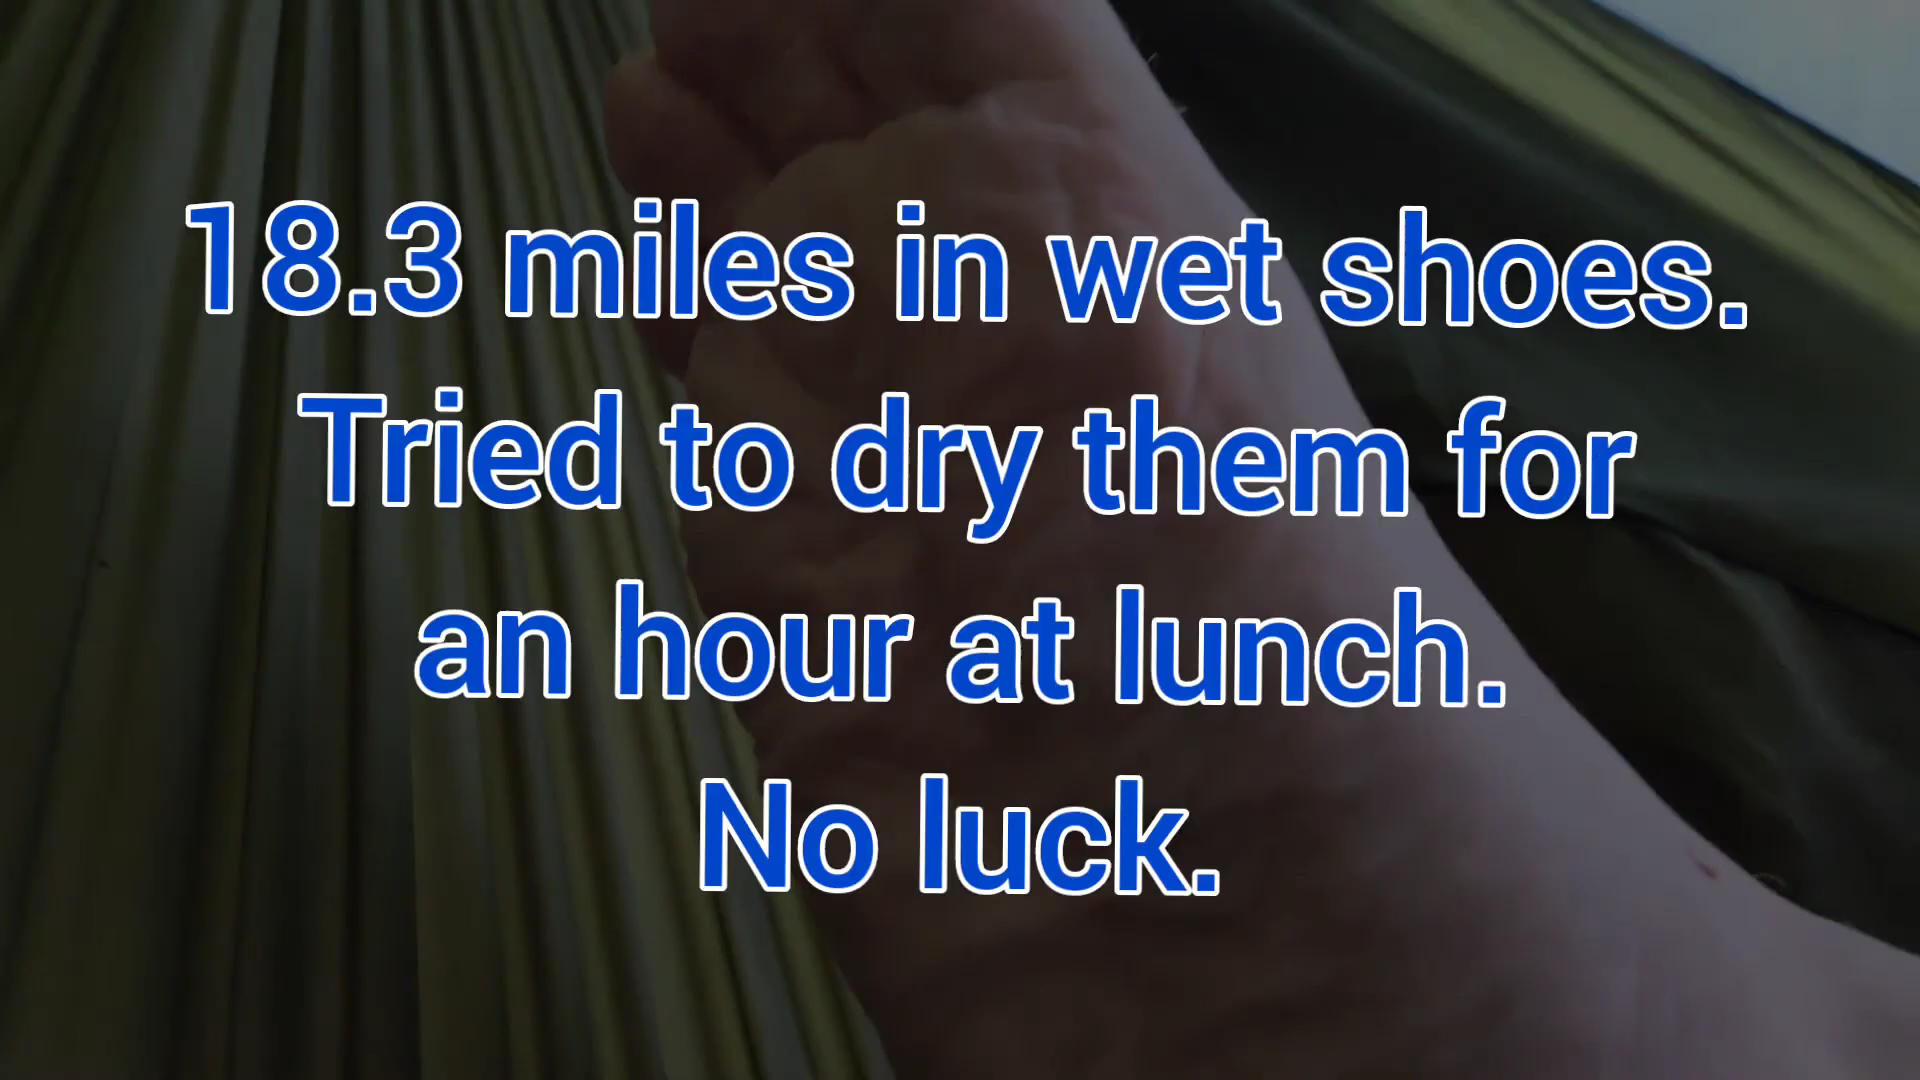 18.3 miles in wet shoes.
Tried to dry them for
an hour at lunch.
No luck.